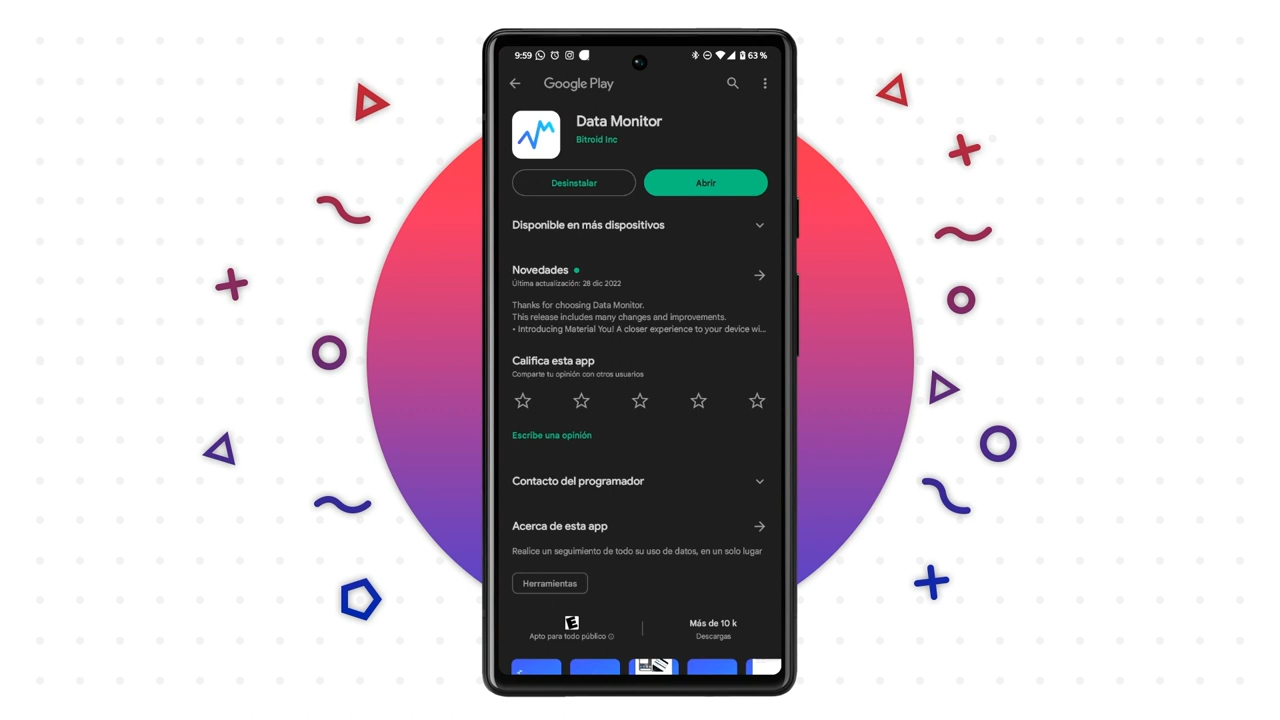 9:59
63 %
Google Play
Data Monitor
Bitroid Inc
Desinstalar
Abrir
Disponible en más dispositivos
Novedades
Última actualización: 28 dic 2022
Thanks for choosing Data Monitor.
This release includes many changes and improvements.
• Introducing Material You! A closer experience to your device wi...
Califica esta app
Comparte tu opinión con otros usuarios
Escribe una opinión
Contacto del programador
Acerca de esta app
Realice un seguimiento de todo su uso de datos, en un solo lugar
Herramientas
E
Más de 10 k
Apto para todo público
Descargas